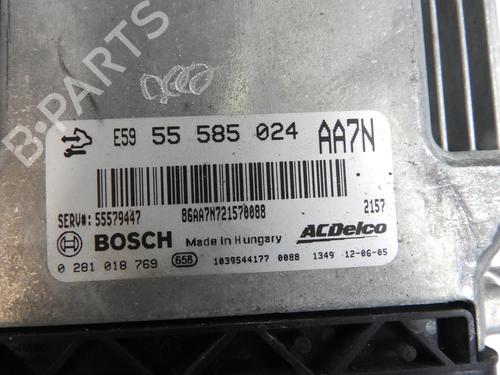 E59 55 585 024 AA7N
SERV#: 55579447 86AA7N721570088 2157
BOSCH Made in Hungary ACDelco
0 281 018 769 658 1039S44177 0088 1349 12-06-05
B-PARTS